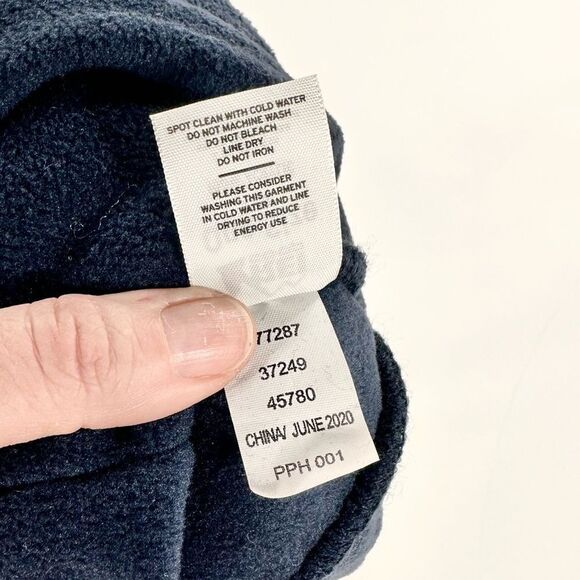 SPOT CLEAN WITH COLD WATER
DO NOT MACHINE WASH
DO NOT BLEACH
LINE DRY
DO NOT IRON
PLEASE CONSIDER
WASHING THIS GARMENT
IN COLD WATER AND LINE
DRYING TO REDUCE
ENERGY USE
77287
37249
45780
CHINA/ JUNE 2020
PPH 001